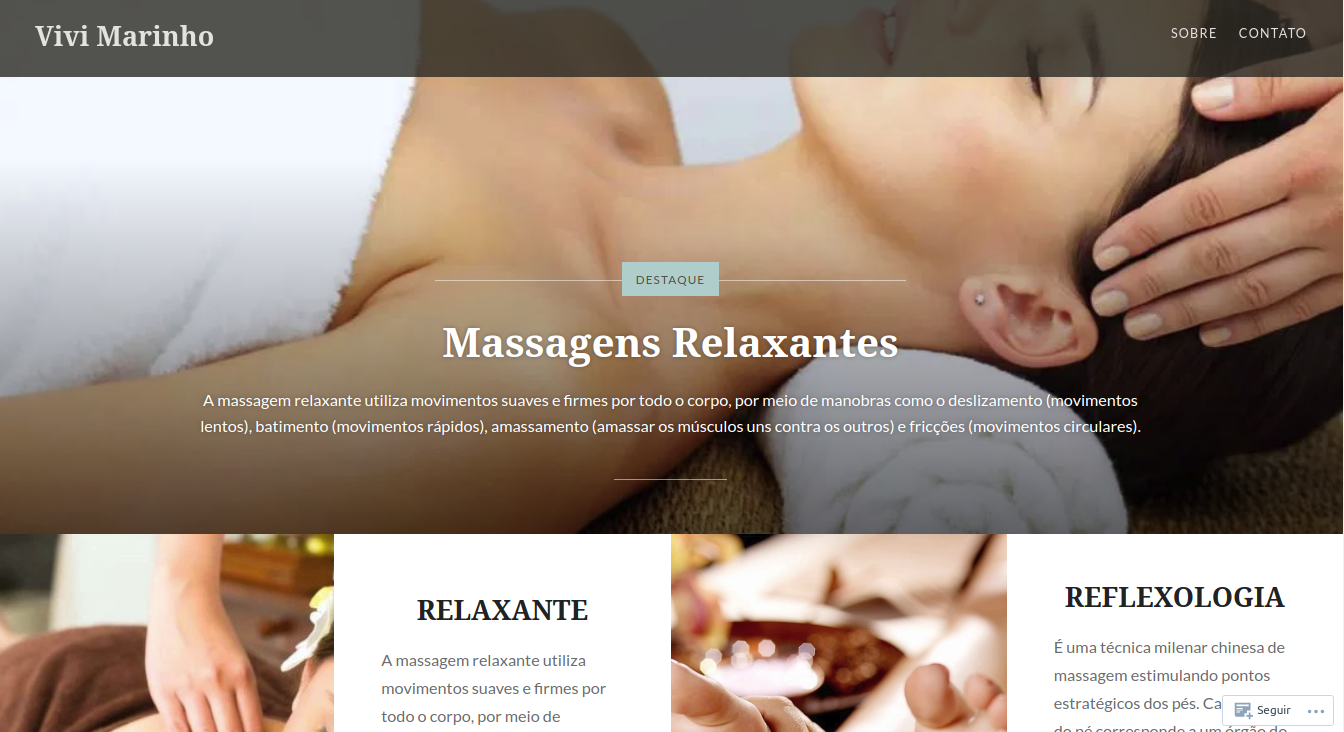 Vivi Marinho
SOBRE CONTATO
DESTAQUE
Massagens Relaxantes
A massagem relaxante utiliza movimentos suaves e firmes por todo o corpo, por meio de manobras como o deslizamento (movimentos
lentos), batimento (movimentos rápidos), amassamento (amassar os músculos uns contra os outros) e fricções (movimentos circulares).
RELAXANTE
A massagem relaxante utiliza
movimentos suaves e firmes por
todo o corpo, por meio de
REFLEXOLOGIA
É uma técnica milenar chinesa de
massagem estimulando pontos
estratégicos dos pés.
do pé corresponde a um órgão do
Seguir